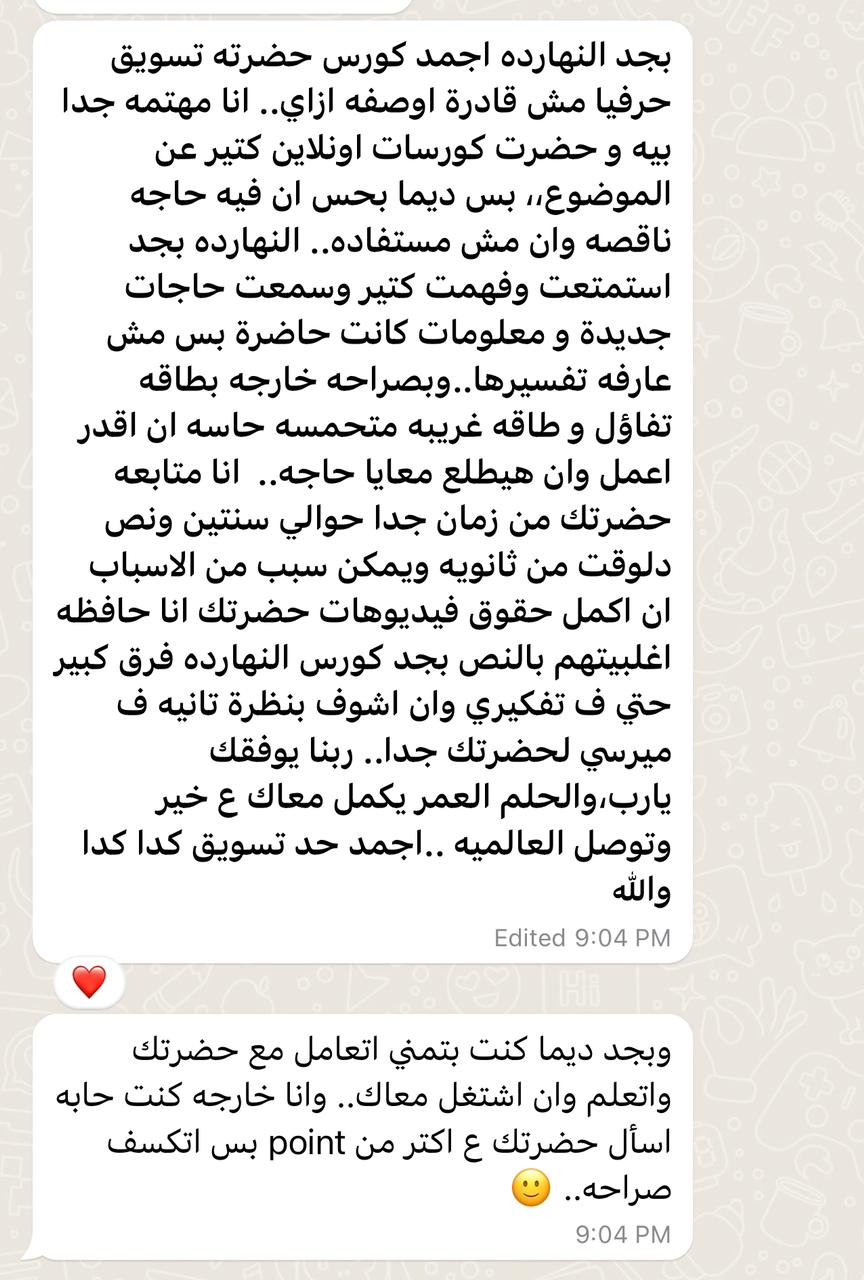 بجد النهارده اجمد كورس حضرته تسويق
حرفيا مش قادرة اوصفه ازاي.. انا مهتمه جدا
بيه و حضرت كورسات اونلاين كتير عن
الموضوع،، بس ديما بحس ان فيه حاجه
ناقصه وان مش مستفاده.. النهارده بجد
استمتعت وفهمت كتير وسمعت حاجات
جديدة و معلومات كانت حاضرة بس مش
عارفه تفسيرها..وبصراحه خارجه بطاقه
تفاؤل و طاقه غريبه متحمسه حاسه ان اقدر
اعمل وان هيطلع معايا حاجه.. انا متابعه
حضرتك من زمان جدا حوالي سنتين ونص
دلوقت من ثانويه ويمكن سبب من الاسباب
ان اكمل حقوق فيديوهات حضرتك انا حافظه
اغلبيتهم بالنص بجد كورس النهارده فرق كبير
حتي ف تفكيري وان اشوف بنظرة تانيه ف
ميرسي لحضرتك جدا.. ربنا يوفقك
يارب،والحلم العمر يكمل معاك ع خير
وتوصل العالميه ..اجمد حد تسويق كدا كدا
والله
Edited 9:04 PM
وبجد ديما كنت بتمني اتعامل مع حضرتك
واتعلم وان اشتغل معاك.. وانا خارجه كنت حابه
اسأل حضرتك ع اكتر من point بس اتكسف
صراحه.. 🙂
9:04 PM